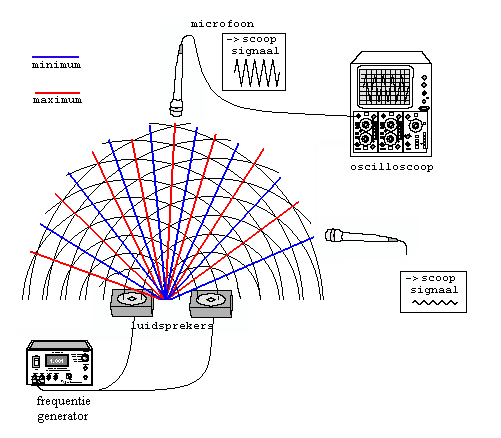 microfoon
-> scoop
signaal
minimum
maximum
oscilloscoop
-> scoop
signaal
luidsprekers
frequentie
generator